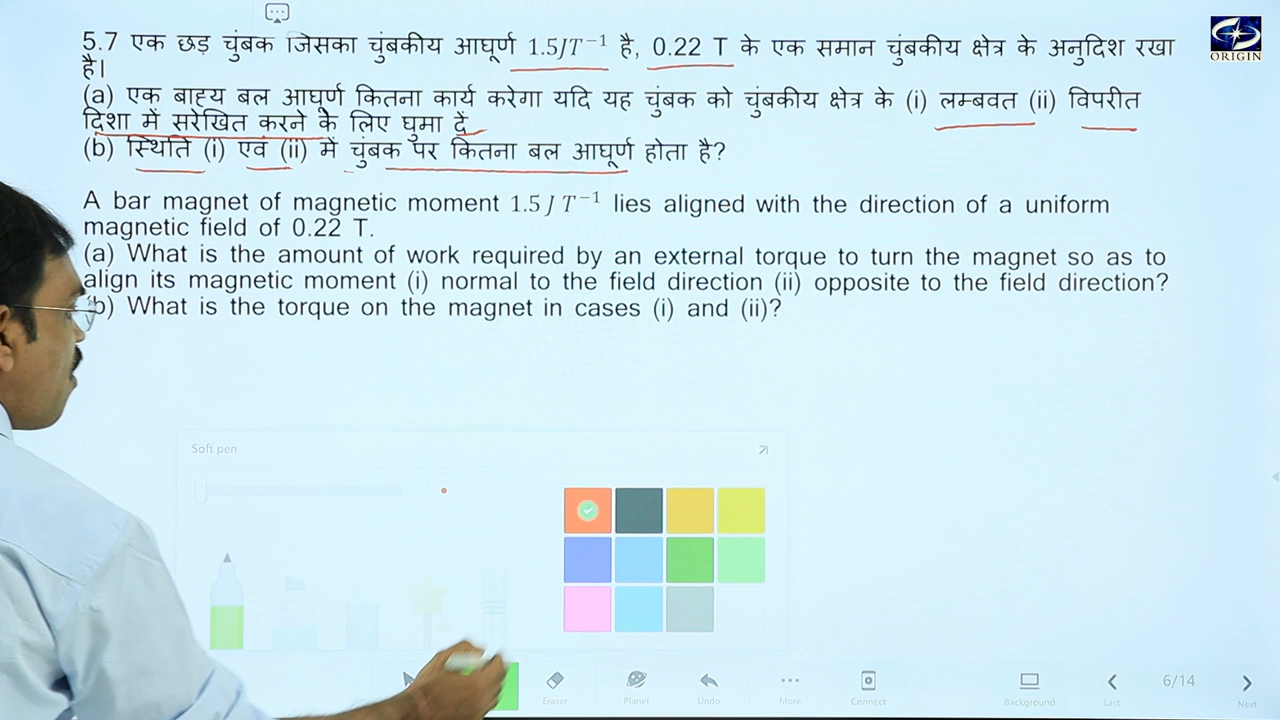 5.7 एक छड़ चुंबक जिसका चुंबकीय आघूर्ण 1.5JT⁻¹ है, 0.22 T के एक समान चुंबकीय क्षेत्र के अनुदिश रखा
है।
(a) एक बाह्य बल आघूर्ण कितना कार्य करेगा यदि यह चुंबक को चुंबकीय क्षेत्र के (i) लम्बवत (ii) विपरीत
दिशा में सरेखित करने के लिए घुमा दें
(b) स्थिति (i) एवं (ii) में चुंबक पर कितना बल आघूर्ण होता है?
A bar magnet of magnetic moment 1.5 J T⁻¹ lies aligned with the direction of a uniform
magnetic field of 0.22 T.
(a) What is the amount of work required by an external torque to turn the magnet so as to
align its magnetic moment (i) normal to the field direction (ii) opposite to the field direction?
b) What is the torque on the magnet in cases (i) and (ii)?
ORIGIN
Soft pen
Eraser
Planet
Undo
More
Connect
Background
Last
6/14
Next